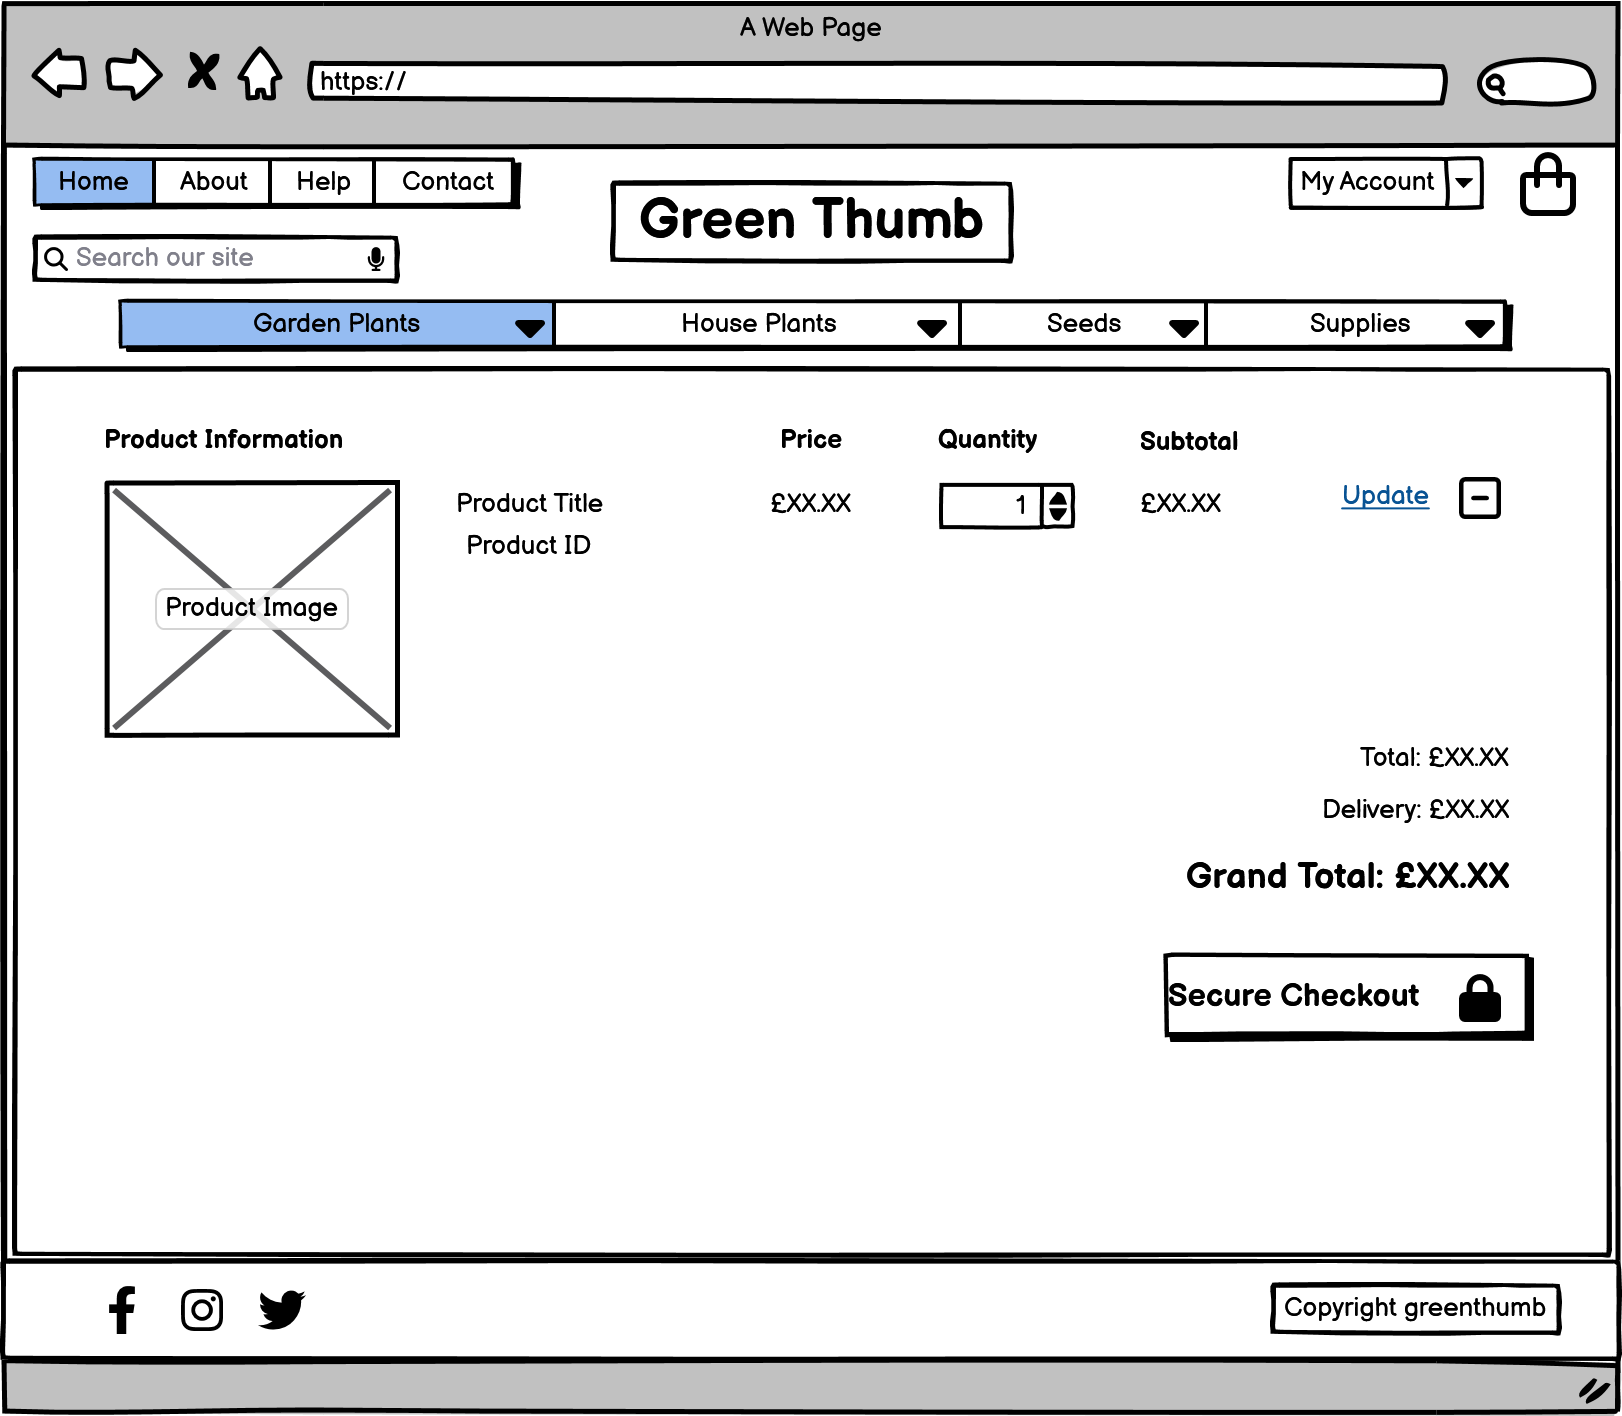 A Web Page
https://
Home About Help Contact
My Account
Green Thumb
Search our site
Garden Plants House Plants Seeds Supplies
Product Information Price Quantity Subtotal
Product Title £XX.XX 1 £XX.XX Update
Product ID
Product Image
Total: £XX.XX
Delivery: £XX.XX
Grand Total: £XX.XX
Secure Checkout
Copyright greenthumb